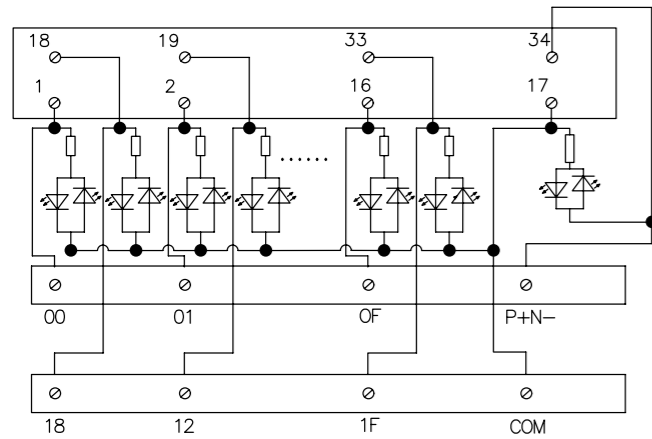 18 19 33 34
1 2 16 17
......
00 01 0F P+N−
18 12 1F COM